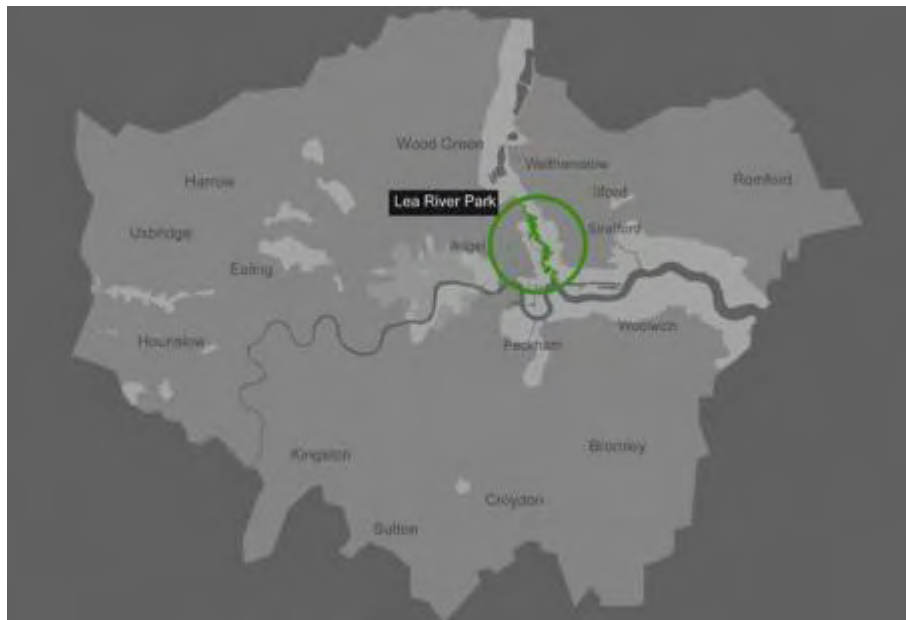 Wood Green
Walthamstow
Harrow
Ilford
Romford
Lea River Park
Uxbridge
Stratford
Angel
Ealing
Hounslow
Woolwich
Peckham
Bromley
Kingston
Croydon
Sutton